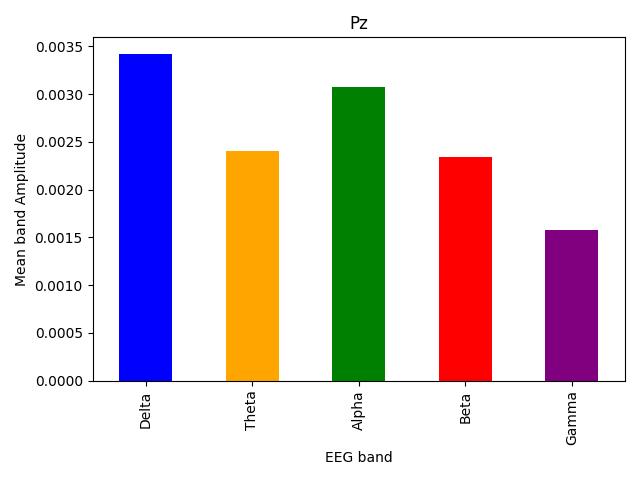 Pz
0.0035
0.0030
0.0025
0.0020
0.0015
0.0010
0.0005
0.0000
Mean band Amplitude
Delta
Theta
Alpha
Beta
Gamma
EEG band